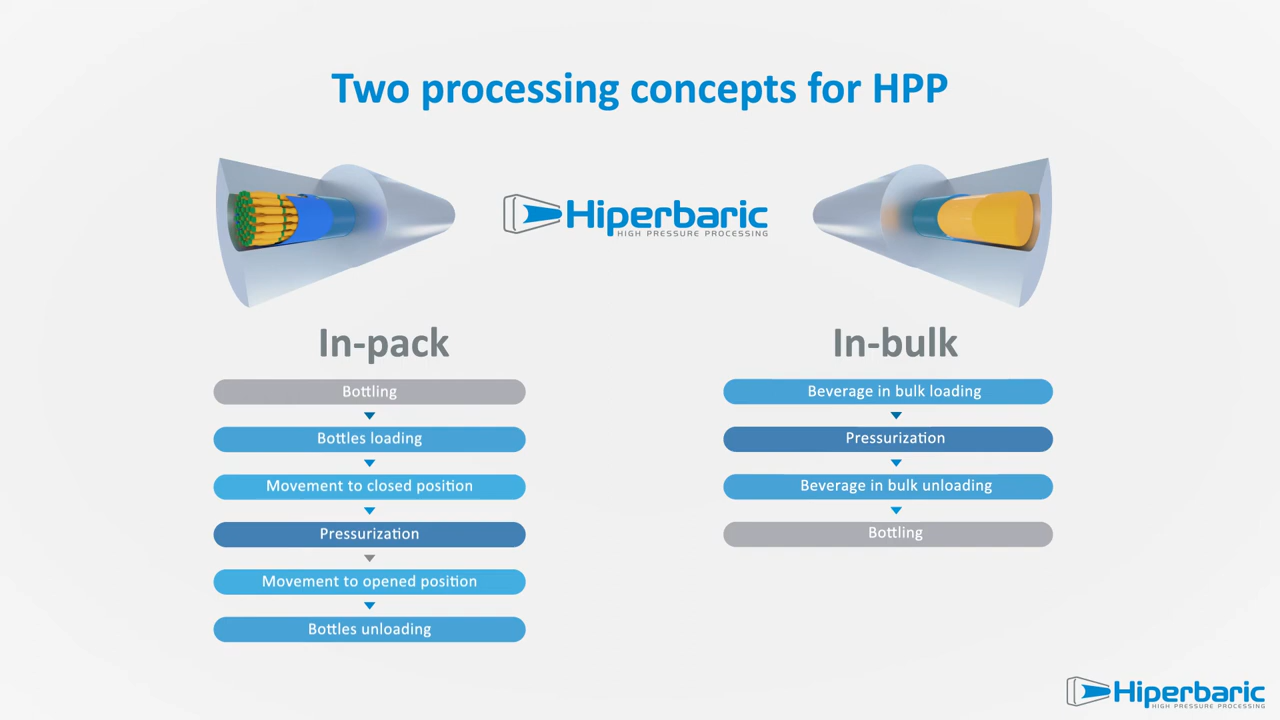 Two processing concepts for HPP
Hiperbaric
HIGH PRESSURE PROCESSING
In-pack
Bottling
Bottles loading
Movement to closed position
Pressurization
Movement to opened position
Bottles unloading
In-bulk
Beverage in bulk loading
Pressurization
Beverage in bulk unloading
Bottling
Hiperbaric
HIGH PRESSURE PROCESSING